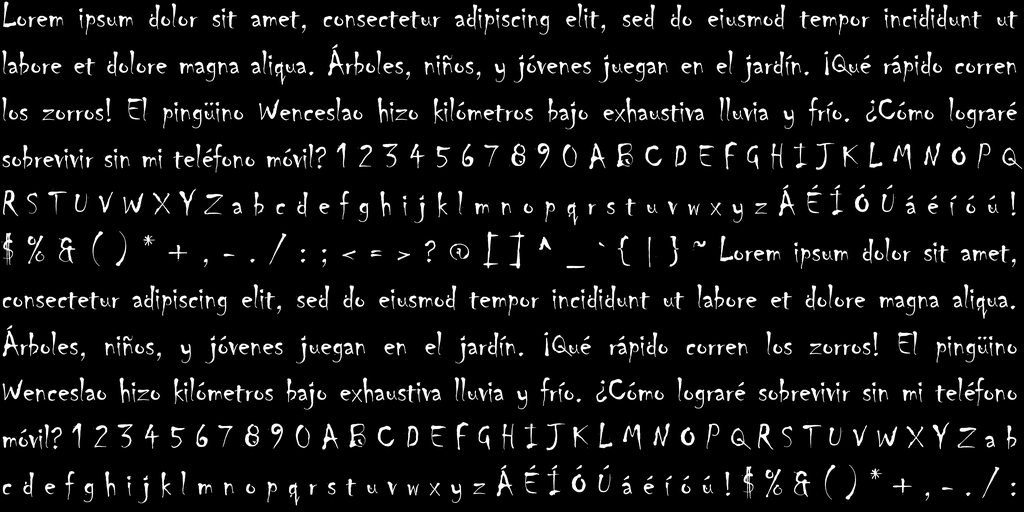 Lorem ipsum dolor sit amet, consectetur adipiscing elit, sed do eiusmod tempor incididunt ut
labore et dolore magna aliqua. Árboles, niños, y jóvenes juegan en el jardín. ¡Qué rápido corren
los zorros! El pingüino Wenceslao hizo kilómetros bajo exhaustiva lluvia y frío. ¿Cómo lograré
sobrevivir sin mi teléfono móvil? 1 2 3 4 5 6 7 8 9 0 A B C D E F G H I J K L M N O P Q
R S T U V W X Y Z a b c d e f g h i j k l m n o p q r s t u v w x y z Á É Í Ó Ú á é í ó ú !
$ % & ( ) * + , - . / : ; < = > ? @ [ ] ^ _ ` { | } ~ Lorem ipsum dolor sit amet,
consectetur adipiscing elit, sed do eiusmod tempor incididunt ut labore et dolore magna aliqua.
Árboles, niños, y jóvenes juegan en el jardín. ¡Qué rápido corren los zorros! El pingüino
Wenceslao hizo kilómetros bajo exhaustiva lluvia y frío. ¿Cómo lograré sobrevivir sin mi teléfono
móvil? 1 2 3 4 5 6 7 8 9 0 A B C D E F G H I J K L M N O P Q R S T U V W X Y Z a b
c d e f g h i j k l m n o p q r s t u v w x y z Á É Í Ó Ú á é í ó ú ! $ % & ( ) * + , - . / :